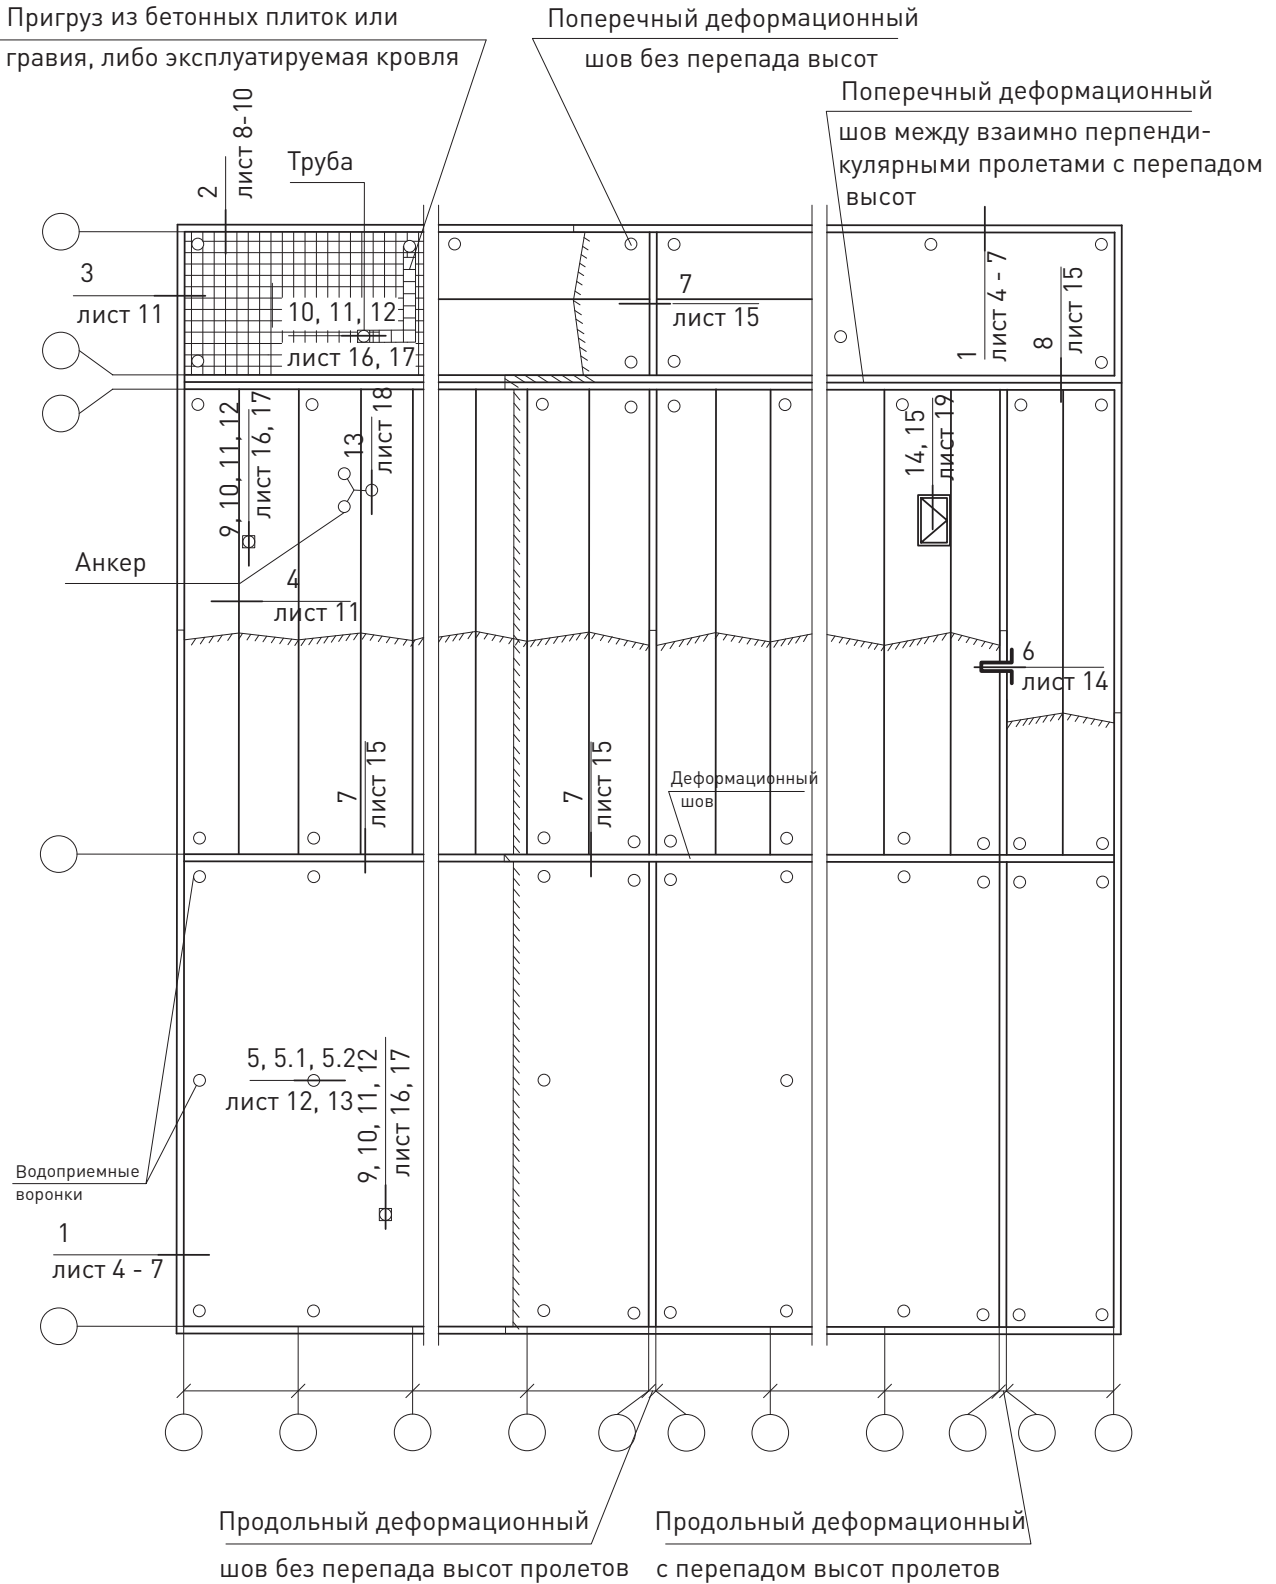 Пригруз из бетонных плиток или
гравия, либо эксплуатируемая кровля
Поперечный деформационный
шов без перепада высот
Поперечный деформационный
шов между взаимно перпенди-
кулярными пролетами с перепадом
высот
2
лист 8-10
Труба
3
лист 11
10, 11, 12
лист 16, 17
7
лист 15
1
лист 4 - 7
8
лист 15
9, 10, 11, 12
лист 16, 17
13
лист 18
14, 15
лист 19
Анкер
4
лист 11
6
лист 14
7
лист 15
7
лист 15
Деформационный
шов
5, 5.1, 5.2
лист 12, 13
9, 10, 11, 12
лист 16, 17
Водоприемные
воронки
1
лист 4 - 7
Продольный деформационный
шов без перепада высот пролетов
Продольный деформационный
с перепадом высот пролетов